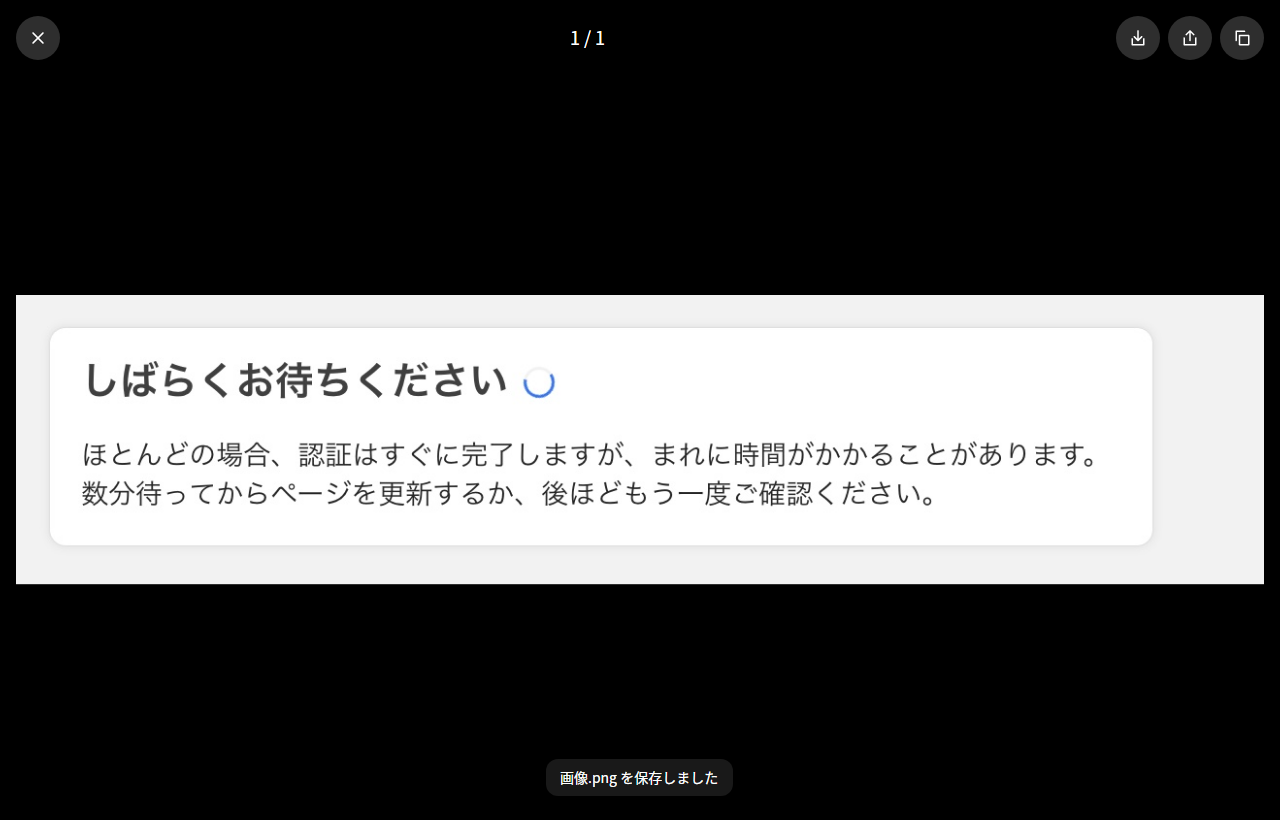 1 / 1
しばらくお待ちください
ほとんどの場合、認証はすぐに完了しますが、まれに時間がかかることがあります。
数分待ってからページを更新するか、後ほどもう一度ご確認ください。
画像.png を保存しました